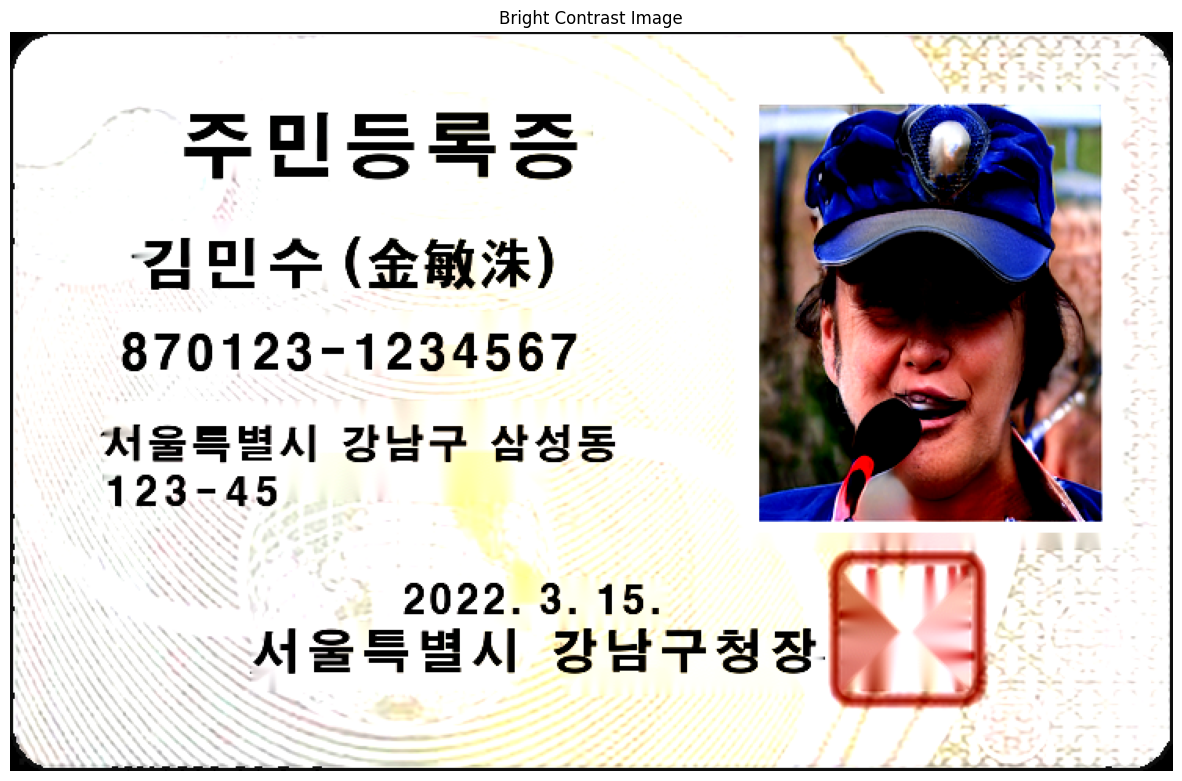 Bright Contrast Image
주민등록증
김민수 (金敏洙)
870123-1234567
서울특별시 강남구 삼성동
123-45
2022. 3. 15.
서울특별시 강남구청장